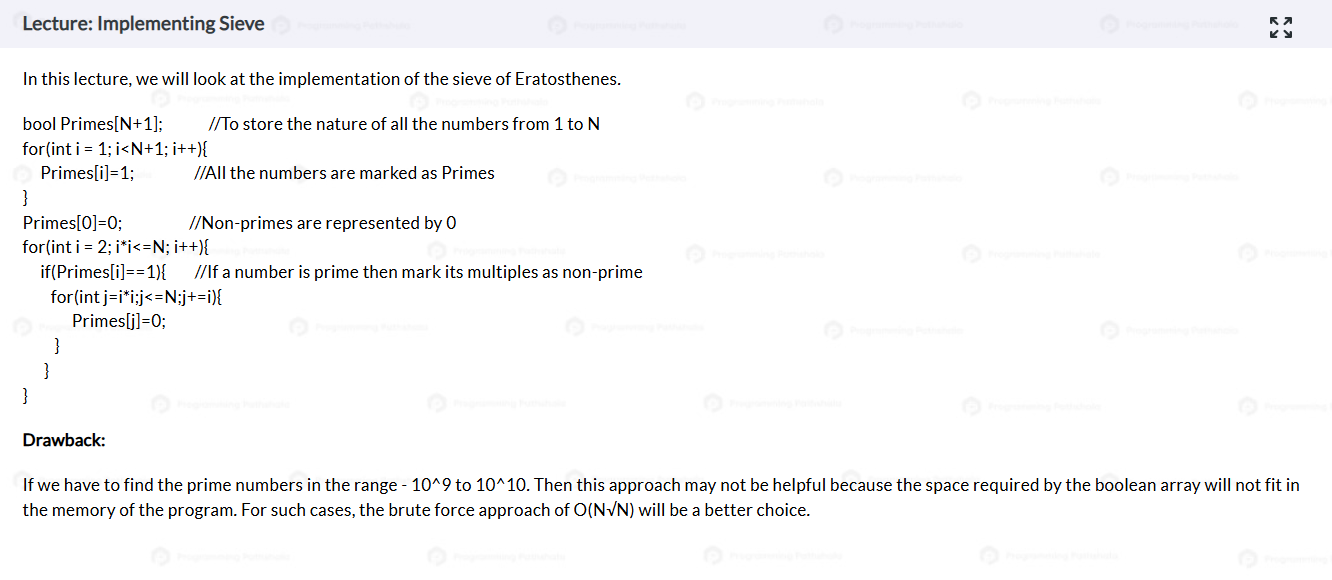 Lecture: Implementing Sieve
In this lecture, we will look at the implementation of the sieve of Eratosthenes.
bool Primes[N+1];        //To store the nature of all the numbers from 1 to N
for(int i = 1; i<N+1; i++){
    Primes[i]=1;            //All the numbers are marked as Primes
}
Primes[0]=0;              //Non-primes are represented by 0
for(int i = 2; i*i<=N; i++){
    if(Primes[i]==1){      //If a number is prime then mark its multiples as non-prime
      for(int j=i*i;j<=N;j+=i){
          Primes[j]=0;
      }
    }
}
Drawback:
If we have to find the prime numbers in the range - 10^9 to 10^10. Then this approach may not be helpful because the space required by the boolean array will not fit in
the memory of the program. For such cases, the brute force approach of O(N√N) will be a better choice.